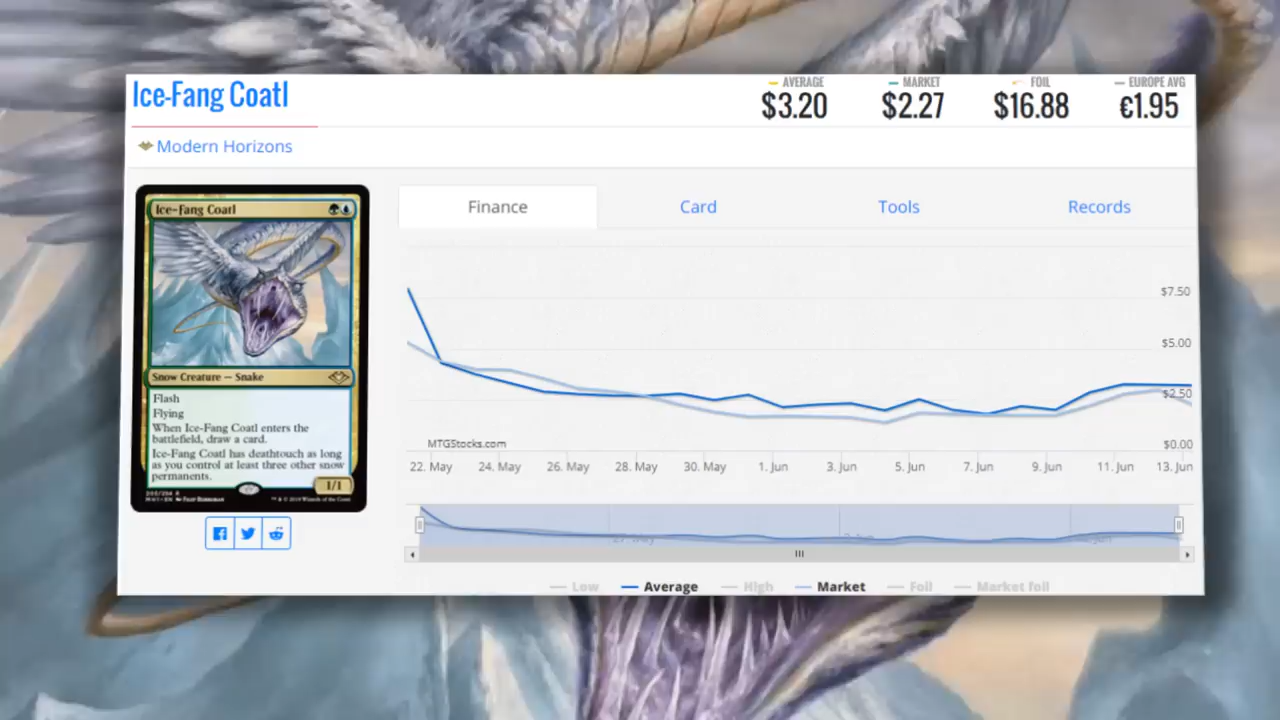 Ice-Fang Coatl
AVERAGE
$3.20
MARKET
$2.27
FOIL
$16.88
EUROPE AVG
€1.95
Modern Horizons
Ice-Fang Coatl
Snow Creature — Snake
Flash
Flying
When Ice-Fang Coatl enters the
battlefield, draw a card.
Ice-Fang Coatl has deathtouch as long
as you control at least three other snow
permanents.
1/1
Finance
Card
Tools
Records
$7.50
$5.00
$2.50
$0.00
MTGStocks.com
22. May 24. May 26. May 28. May 30. May 1. Jun 3. Jun 5. Jun 7. Jun 9. Jun 11. Jun 13. Jun
27. May
Low Average High Market Foil Market foil